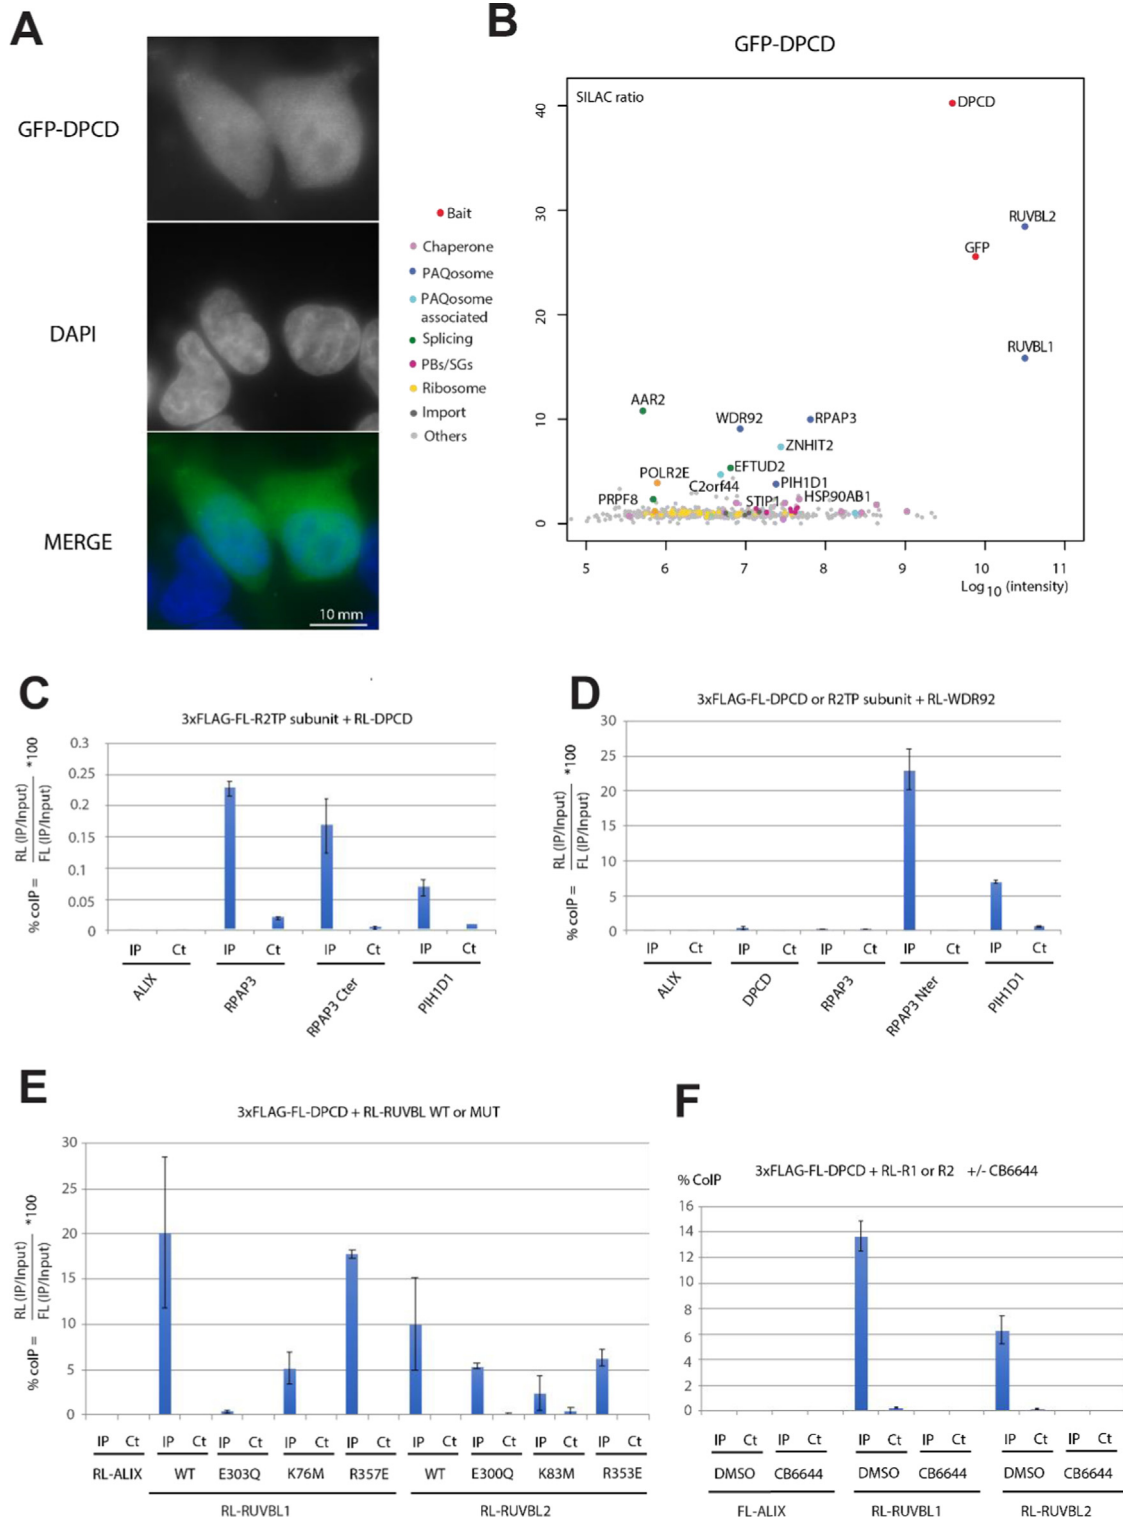 A
GFP-DPCD
DAPI
MERGE
10 mm
Bait
Chaperone
PAQosome
PAQosome
associated
Splicing
PBs/SGs
Ribosome
Import
Others
B
GFP-DPCD
SILAC ratio
40
30
20
10
0
DPCD
RUVBL2
GFP
RUVBL1
AAR2
WDR92
RPAP3
ZNHIT2
EFTUD2
POLR2E
C2orf44
PIH1D1
PRPF8
STIP1
HSP90AB1
5 6 7 8 9 10 11
Log10 (intensity)
C
3xFLAG-FL-R2TP subunit + RL-DPCD
% coIP = RL (IP/Input) / FL (IP/Input) *100
0.3
0.25
0.2
0.15
0.1
0.05
0
IP Ct IP Ct IP Ct IP Ct
ALIX RPAP3 RPAP3 Cter PIH1D1
D
3xFLAG-FL-DPCD or R2TP subunit + RL-WDR92
% coIP = RL (IP/Input) / FL (IP/Input) *100
30
25
20
15
10
5
0
IP Ct IP Ct IP Ct IP Ct IP Ct
ALIX DPCD RPAP3 RPAP3 Nter PIH1D1
E
3xFLAG-FL-DPCD + RL-RUVBL WT or MUT
% coIP = RL (IP/Input) / FL (IP/Input) *100
30
25
20
15
10
5
0
IP Ct IP Ct IP Ct IP Ct IP Ct IP Ct IP Ct IP Ct IP Ct
RL-ALIX WT E303Q K76M R357E WT E300Q K83M R353E
RL-RUVBL1 RL-RUVBL2
F
% CoIP
3xFLAG-FL-DPCD + RL-R1 or R2 +/- CB6644
16
14
12
10
8
6
4
2
0
IP Ct IP Ct IP Ct IP Ct IP Ct IP Ct
DMSO CB6644 DMSO CB6644 DMSO CB6644
FL-ALIX RL-RUVBL1 RL-RUVBL2